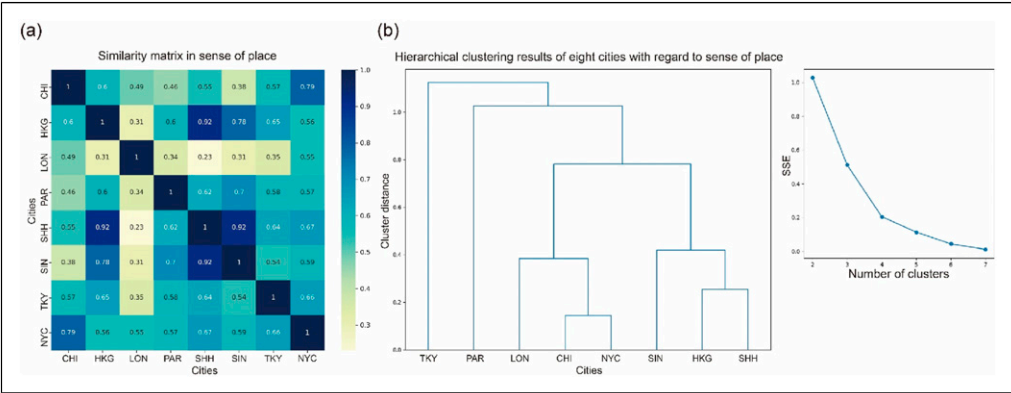 (a)
(b)
Similarity matrix in sense of place
Hierarchical clustering results of eight cities with regard to sense of place
CHI 1 0.6 0.49 0.46 0.55 0.38 0.57 0.79
HKG 0.6 1 0.31 0.6 0.92 0.78 0.65 0.56
LON 0.49 0.31 1 0.34 0.23 0.31 0.35 0.55
PAR 0.46 0.6 0.34 1 0.62 0.7 0.58 0.57
SHH 0.55 0.92 0.23 0.62 1 0.92 0.64 0.67
SIN 0.38 0.78 0.31 0.7 0.92 1 0.54 0.59
TKY 0.57 0.65 0.35 0.58 0.64 0.54 1 0.66
NYC 0.79 0.56 0.55 0.57 0.67 0.59 0.66 1
CHI HKG LON PAR SHH SIN TKY NYC
Cities
Cities
1.0
0.9
0.8
0.7
0.6
0.5
0.4
0.3
Cluster distance
1.0
0.8
0.6
0.4
0.2
0.0
TKY PAR LON CHI NYC SIN HKG SHH
Cities
SSE
1.0
0.8
0.6
0.4
0.2
0.0
2 3 4 5 6 7
Number of clusters